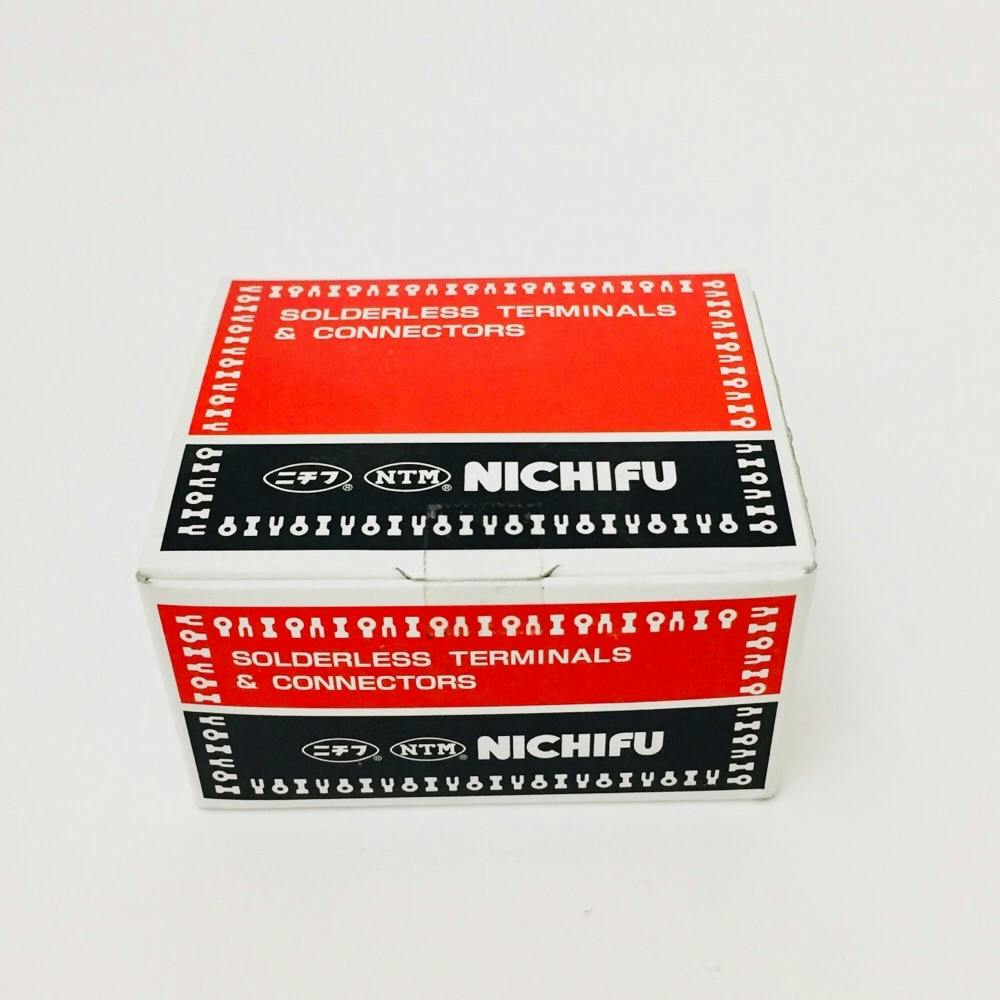 SOLDERLESS TERMINALS
& CONNECTORS
ニチフ® NTM® NICHIFU
SOLDERLESS TERMINALS
& CONNECTORS
ニチフ® NTM® NICHIFU